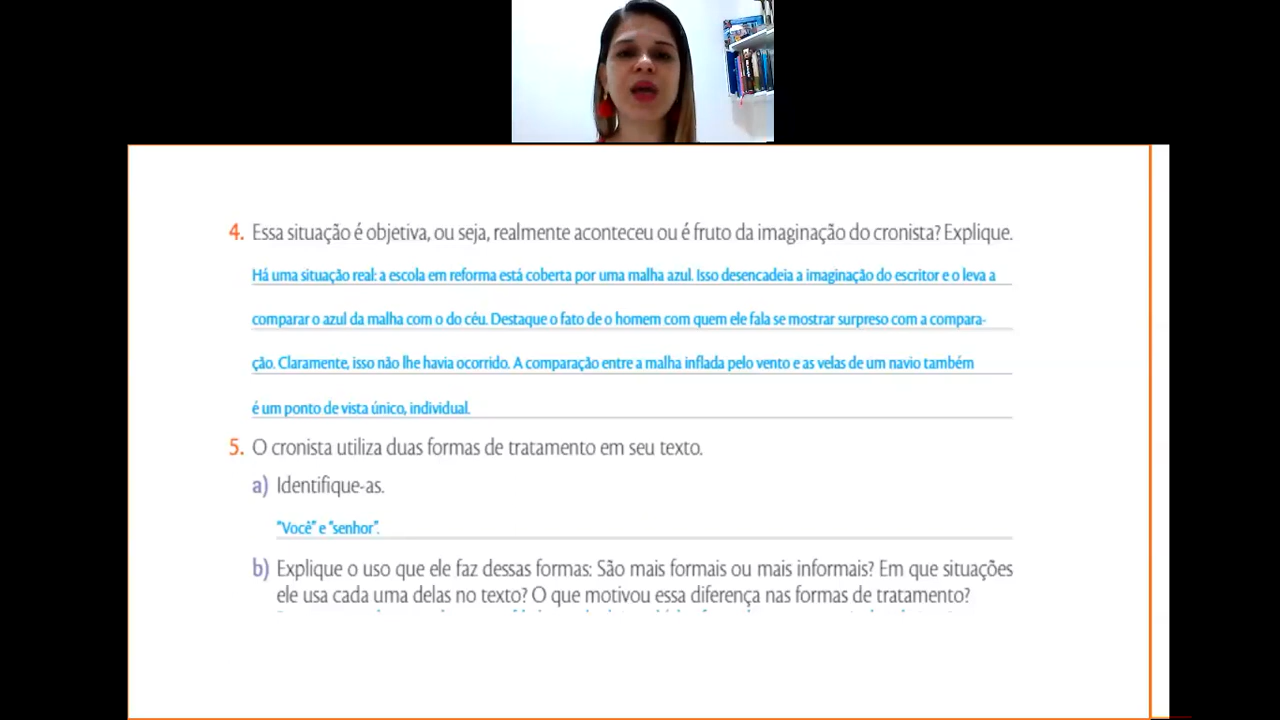 4. Essa situação é objetiva, ou seja, realmente aconteceu ou é fruto da imaginação do cronista? Explique.
Há uma situação real: a escola em reforma está coberta por uma malha azul. Isso desencadeia a imaginação do escritor e o leva a
comparar o azul da malha com o do céu. Destaque o fato de o homem com quem ele fala se mostrar surpreso com a compara-
ção. Claramente, isso não lhe havia ocorrido. A comparação entre a malha inflada pelo vento e as velas de um navio também
é um ponto de vista único, individual.
5. O cronista utiliza duas formas de tratamento em seu texto.
a) Identifique-as.
"Você" e "senhor".
b) Explique o uso que ele faz dessas formas: São mais formais ou mais informais? Em que situações
ele usa cada uma delas no texto? O que motivou essa diferença nas formas de tratamento?